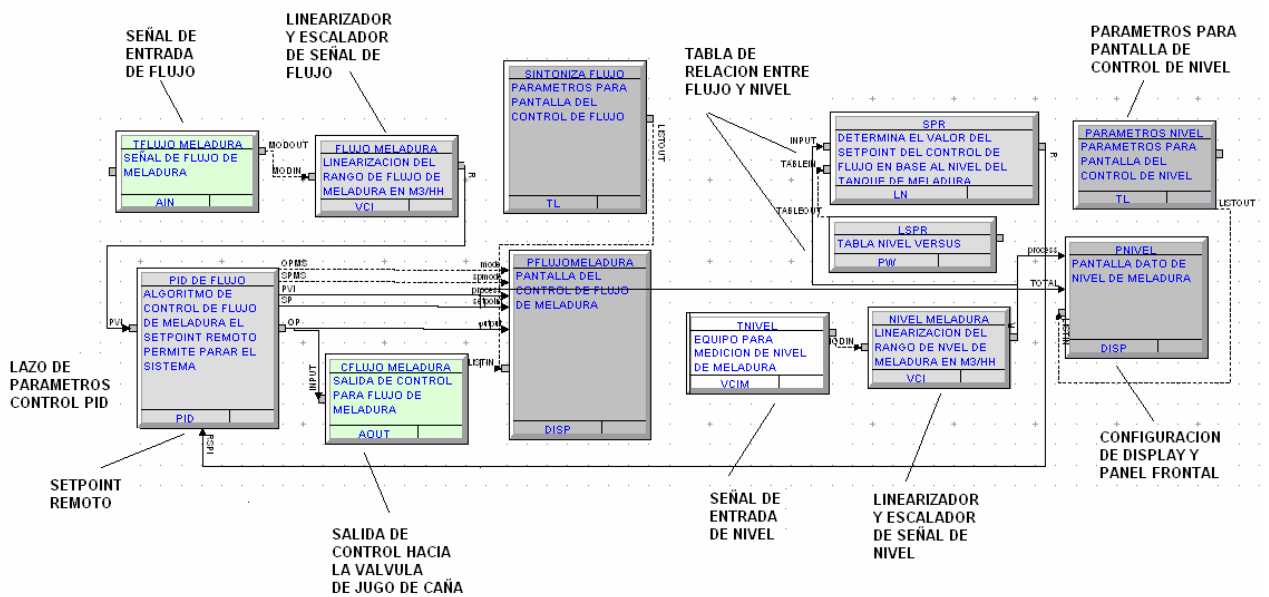 SEÑAL DE
ENTRADA
DE FLUJO
LINEARIZADOR
Y ESCALADOR
DE SEÑAL DE
FLUJO
TABLA DE
RELACION ENTRE
FLUJO Y NIVEL
PARAMETROS PARA
PANTALLA DE
CONTROL DE NIVEL
TFLUJO MELADURA
SEÑAL DE FLUJO DE
MELADURA
AIN
MODOUT
MODIN
FLUJO MELADURA
LINEARIZACION DEL
RANGO DE FLUJO DE
MELADURA EN M3/HH
VCI
R
SINTONIZA FLUJO
PARAMETROS PARA
PANTALLA DEL
CONTROL DE FLUJO
TL
LISTOUT
INPUT
TABLEIN
SPR
DETERMINA EL VALOR DEL
SETPOINT DEL CONTROL DE
FLUJO EN BASE AL NIVEL DEL
TANQUE DE MELADURA
LN
R
TABLEOUT
LSPR
TABLA NIVEL VERSUS
PW
PARAMETROS NIVEL
PARAMETROS PARA
PANTALLA DEL
CONTROL DE NIVEL
TL
LISTOUT
PID DE FLUJO
ALGORITMO DE
CONTROL DE FLUJO
DE MELADURA EL
SETPOINT REMOTO
PERMITE PARAR EL
SISTEMA
PID
PVI
RSPI
OPMS
SPMS
PVI
SP
OP
mode
spmode
process
setpoin
output
LISTIN
PFLUJOMELADURA
PANTALLA DEL
CONTROL DE FLUJO
DE MELADURA
DISP
INPUT
CFLUJO MELADURA
SALIDA DE CONTROL
PARA FLUJO DE
MELADURA
AOUT
TNIVEL
EQUIPO PARA
MEDICION DE NIVEL
DE MELADURA
VCIM
MODIN
NIVEL MELADURA
LINEARIZACION DEL
RANGO DE NVEL DE
MELADURA EN M3/HH
VCI
process
TOTAL
LISTIN
PNIVEL
PANTALLA DATO DE
NIVEL DE MELADURA
DISP
LAZO DE
PARAMETROS
CONTROL PID
SETPOINT
REMOTO
SALIDA DE
CONTROL HACIA
LA VALVULA
DE JUGO DE CAÑA
SEÑAL DE
ENTRADA
DE NIVEL
LINEARIZADOR
Y ESCALADOR
DE SEÑAL DE
NIVEL
CONFIGURACION
DE DISPLAY Y
PANEL FRONTAL